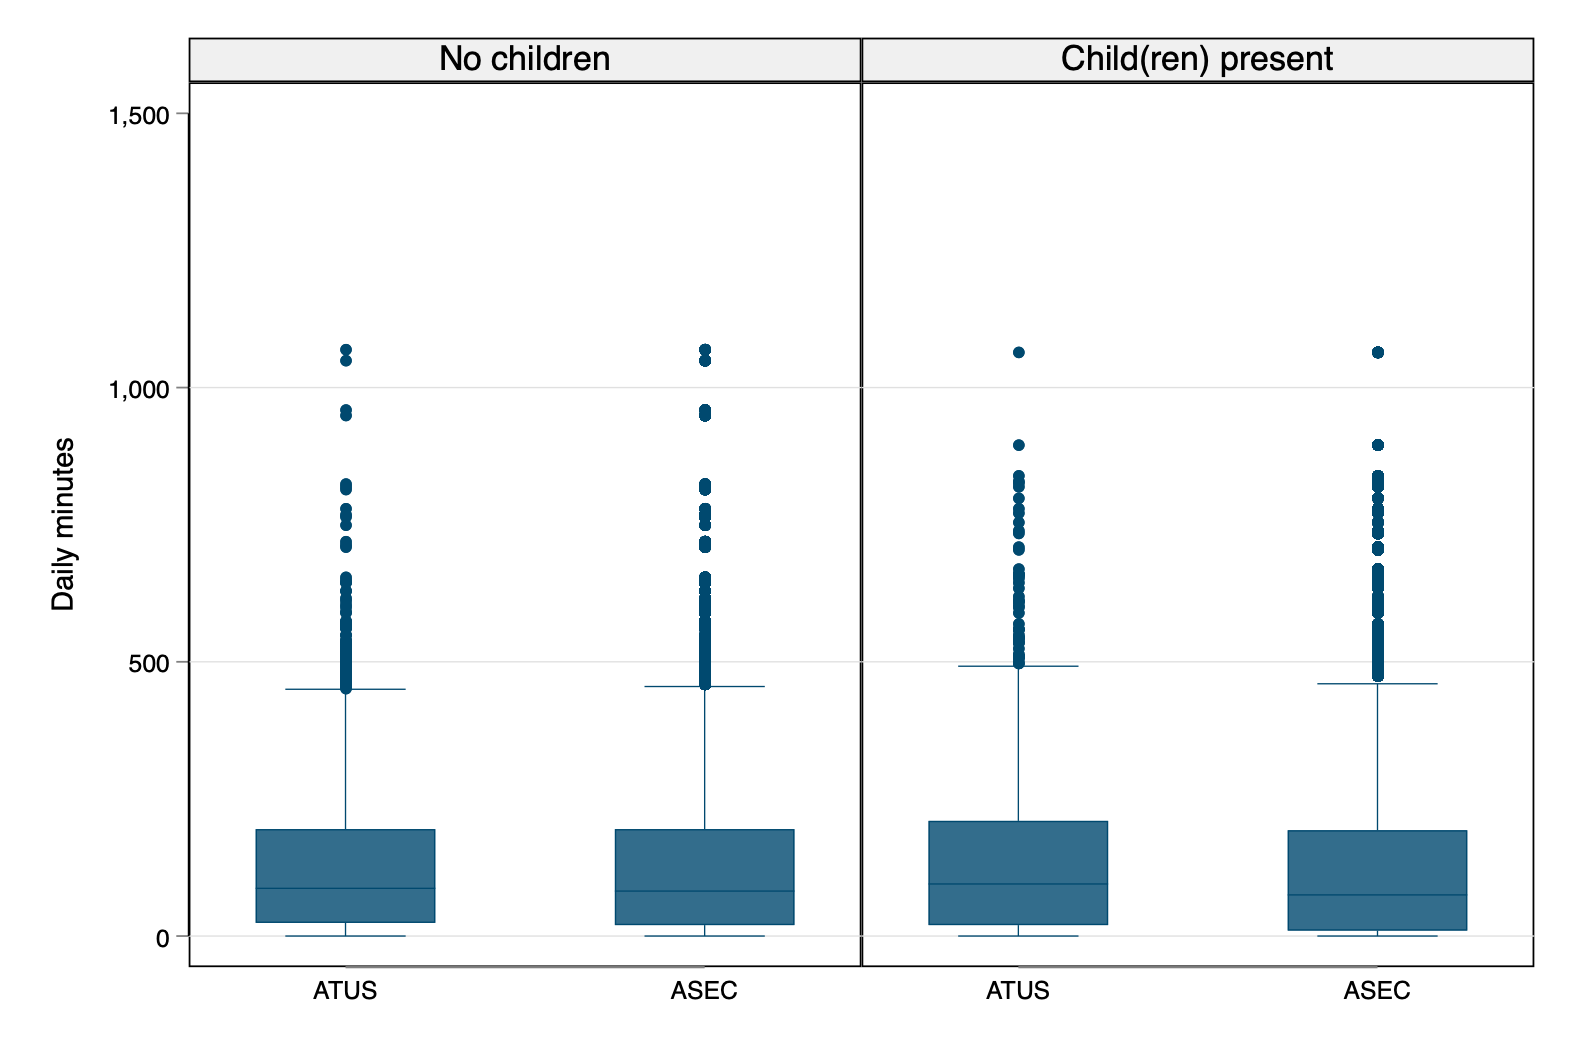 No children
Child(ren) present
1,500
1,000
500
0
Daily minutes
ATUS
ASEC
ATUS
ASEC